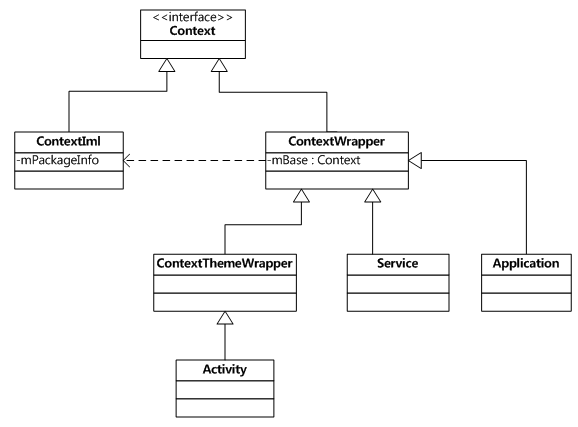 <<interface>>
Context
ContextIml
-mPackageInfo
ContextWrapper
-mBase : Context
ContextThemeWrapper
Service
Application
Activity